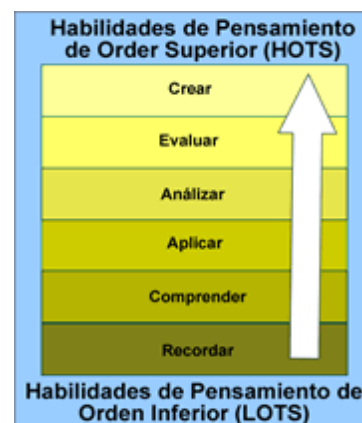 Habilidades de Pensamiento
de Order Superior (HOTS)
Crear
Evaluar
Análizar
Aplicar
Comprender
Recordar
Habilidades de Pensamiento de
Orden Inferior (LOTS)